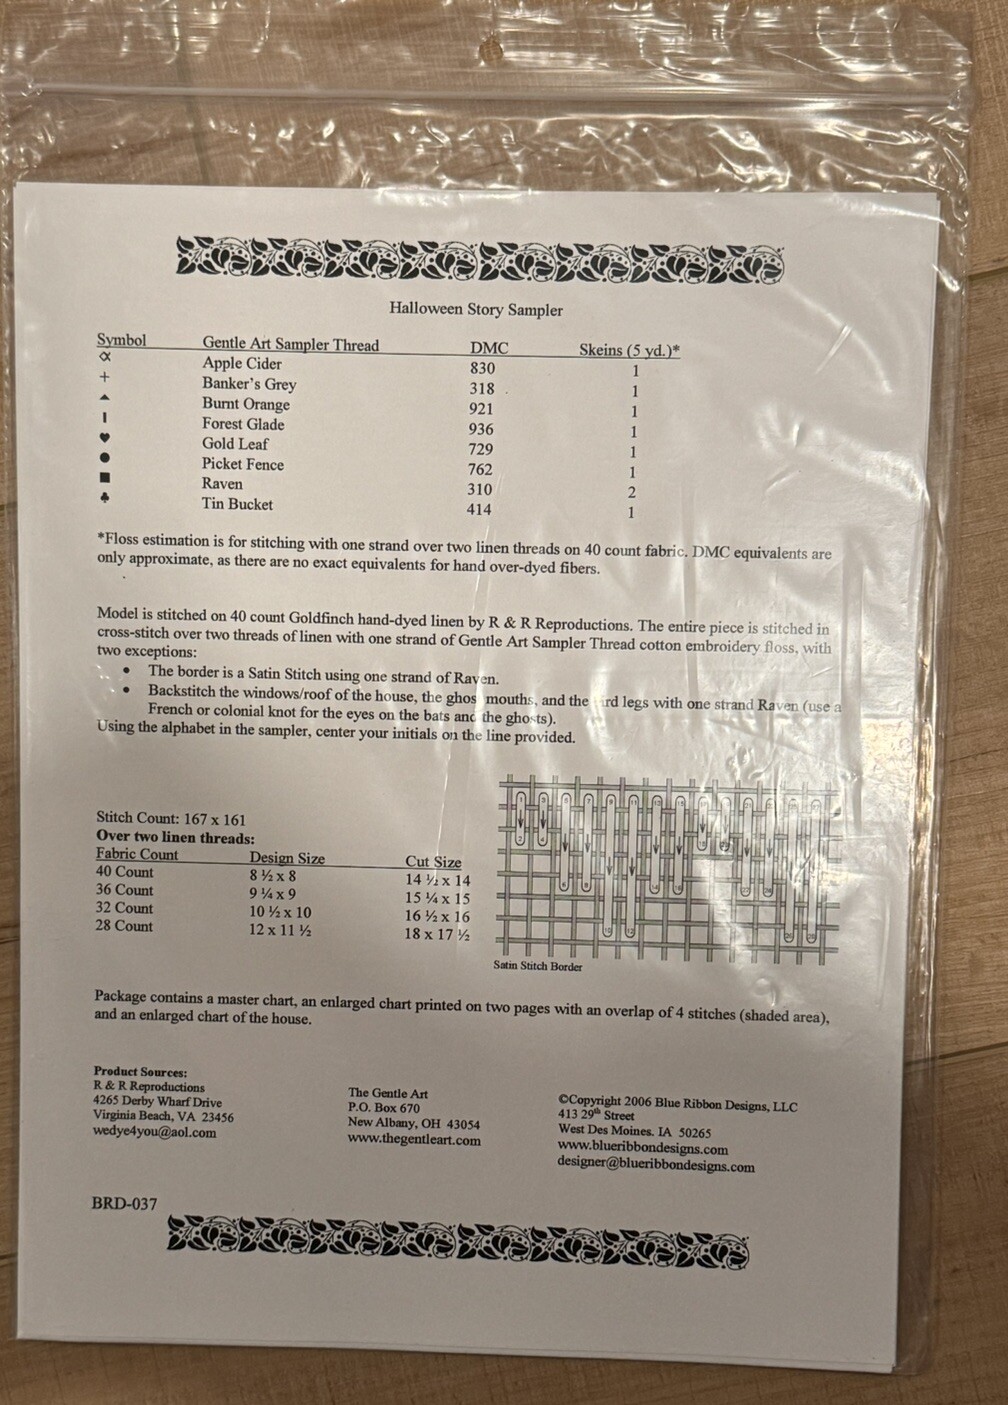 Halloween Story Sampler
Symbol Gentle Art Sampler Thread DMC Skeins (5 yd.)*
Apple Cider 830 1
+ Banker's Grey 318 1
▲ Burnt Orange 921 1
Forest Glade 936 1
♥ Gold Leaf 729 1
● Picket Fence 762 1
■ Raven 310 2
♣ Tin Bucket 414 1
*Floss estimation is for stitching with one strand over two linen threads on 40 count fabric. DMC equivalents are
only approximate, as there are no exact equivalents for hand over-dyed fibers.
Model is stitched on 40 count Goldfinch hand-dyed linen by R & R Reproductions. The entire piece is stitched in
cross-stitch over two threads of linen with one strand of Gentle Art Sampler Thread cotton embroidery floss, with
two exceptions:
• The border is a Satin Stitch using one strand of Raven.
• Backstitch the windows/roof of the house, the ghos mouths, and the ird legs with one strand Raven (use a
French or colonial knot for the eyes on the bats and the ghosts).
Using the alphabet in the sampler, center your initials on the line provided.
Stitch Count: 167 x 161
Over two linen threads:
Fabric Count Design Size Cut Size
40 Count 8 ½ x 8 14 ½ x 14
36 Count 9 ¼ x 9 15 ¼ x 15
32 Count 10 ½ x 10 16 ½ x 16
28 Count 12 x 11 ½ 18 x 17 ½
Satin Stitch Border
Package contains a master chart, an enlarged chart printed on two pages with an overlap of 4 stitches (shaded area),
and an enlarged chart of the house.
Product Sources:
R & R Reproductions
4265 Derby Wharf Drive
Virginia Beach, VA 23456
wedye4you@aol.com
The Gentle Art
P.O. Box 670
New Albany, OH 43054
www.thegentleart.com
©Copyright 2006 Blue Ribbon Designs, LLC
413 29th Street
West Des Moines. IA 50265
www.blueribbondesigns.com
designer@blueribbondesigns.com
BRD-037